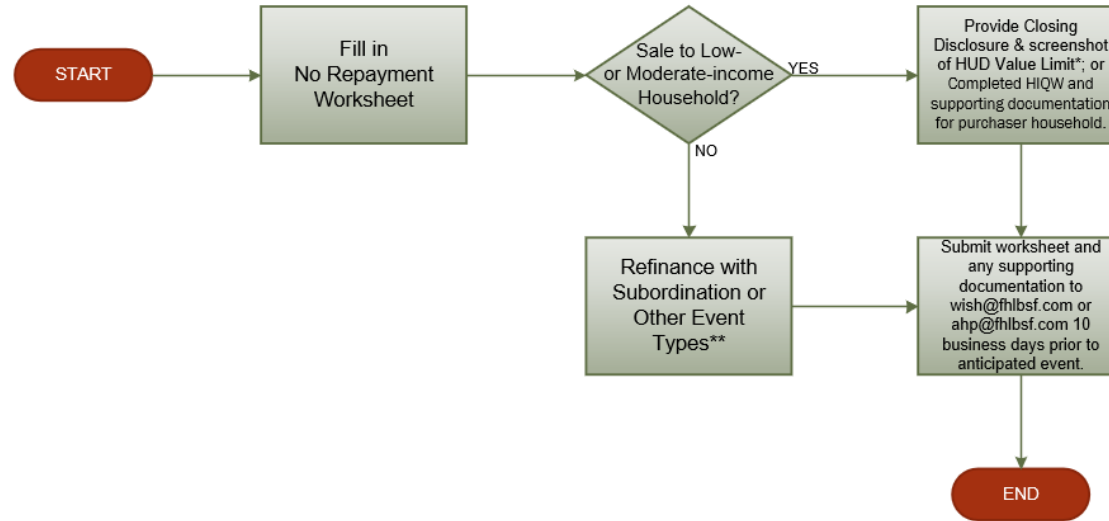 START
Fill in
No Repayment
Worksheet
Sale to Low-
or Moderate-income
Household?
YES
Provide Closing
Disclosure & screenshot
of HUD Value Limit*; or
Completed HIQW and
supporting documentation
for purchaser household.
NO
Refinance with
Subordination or
Other Event
Types**
Submit worksheet and
any supporting
documentation to
wish@fhlbsf.com or
ahp@fhlbsf.com 10
business days prior to
anticipated event.
END